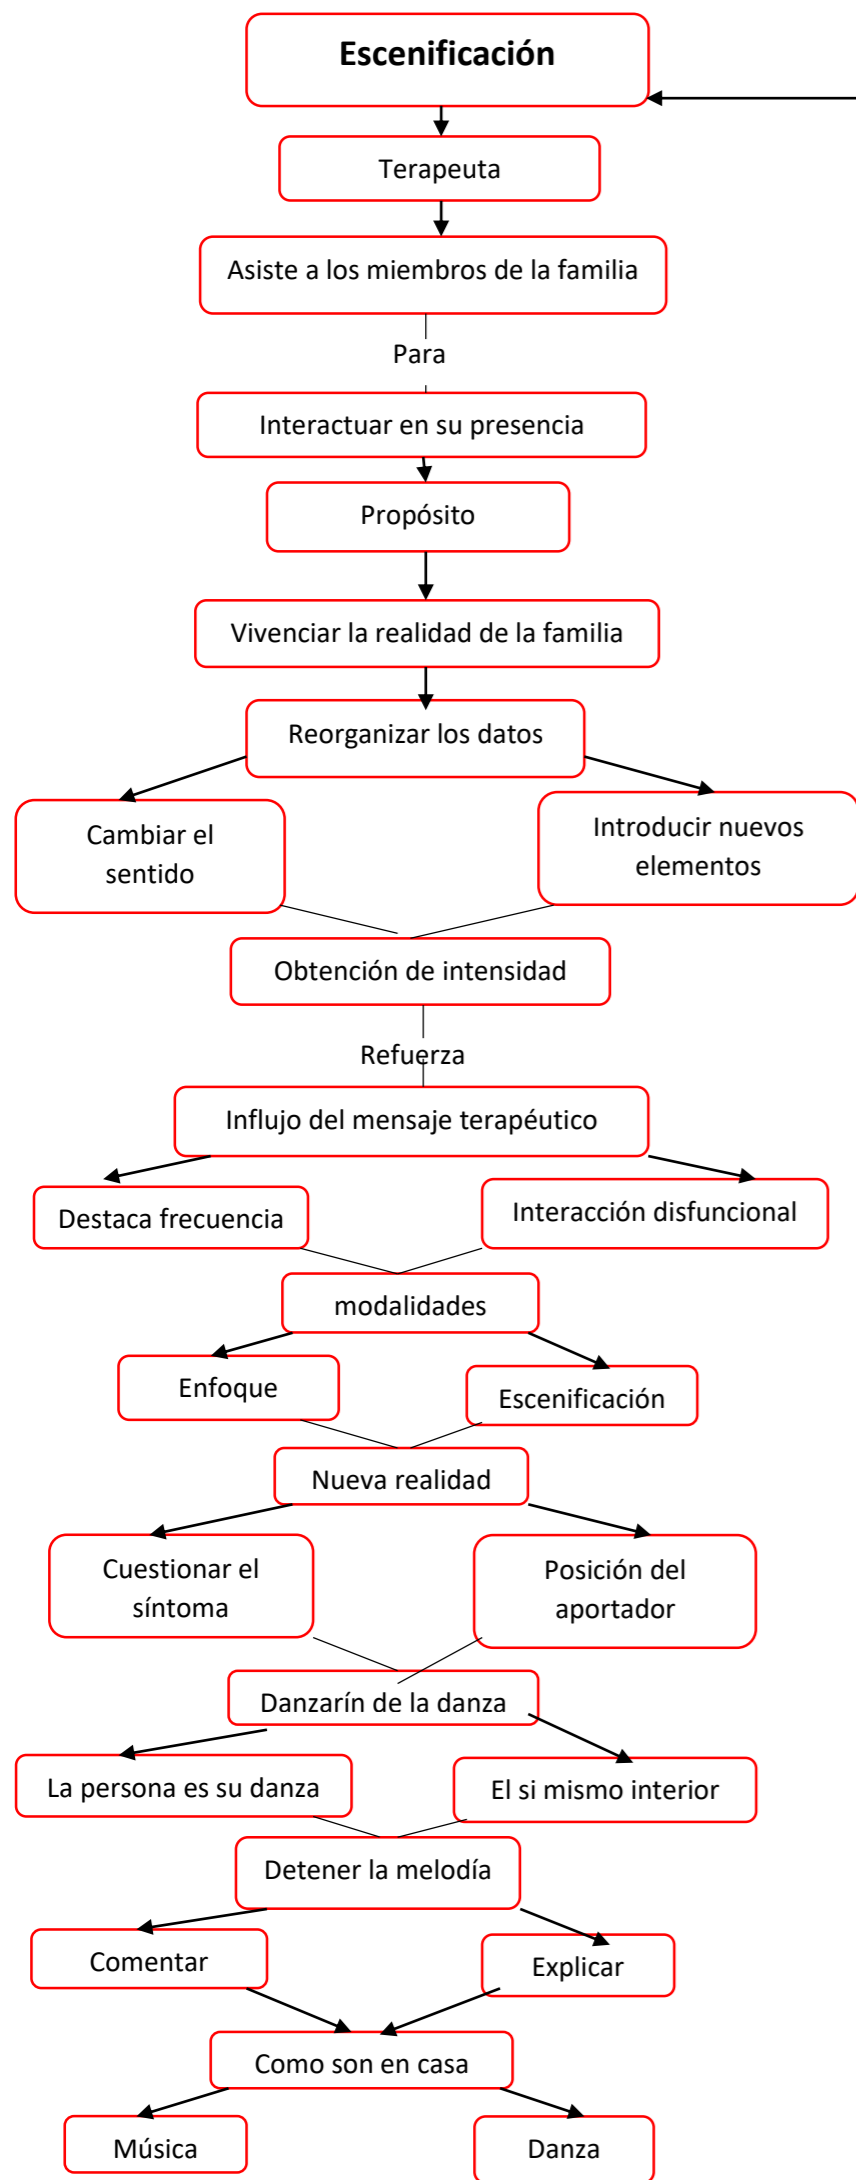 Escenificación
Terapeuta
Asiste a los miembros de la familia
Para
Interactuar en su presencia
Propósito
Vivenciar la realidad de la familia
Reorganizar los datos
Cambiar el
sentido
Introducir nuevos
elementos
Obtención de intensidad
Refuerza
Influjo del mensaje terapéutico
Destaca frecuencia
Interacción disfuncional
modalidades
Enfoque
Escenificación
Nueva realidad
Cuestionar el
síntoma
Posición del
aportador
Danzarín de la danza
La persona es su danza
El si mismo interior
Detener la melodía
Comentar
Explicar
Como son en casa
Música
Danza